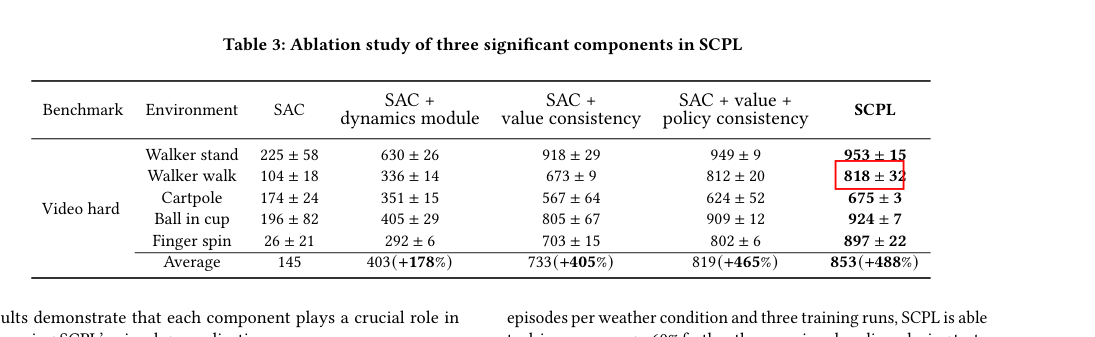 Table 3: Ablation study of three significant components in SCPL
Benchmark Environment SAC SAC + dynamics module SAC + value consistency SAC + value + policy consistency SCPL
Walker stand 225 ± 58 630 ± 26 918 ± 29 949 ± 9 953 ± 15
Walker walk 104 ± 18 336 ± 14 673 ± 9 812 ± 20 818 ± 32
Cartpole 174 ± 24 351 ± 15 567 ± 64 624 ± 52 675 ± 3
Video hard
Ball in cup 196 ± 82 405 ± 29 805 ± 67 909 ± 12 924 ± 7
Finger spin 26 ± 21 292 ± 6 703 ± 15 802 ± 6 897 ± 22
Average 145 403(+178%) 733(+405%) 819(+465%) 853(+488%)
ults demonstrate that each component plays a crucial role in
episodes per weather condition and three training runs, SCPL is able